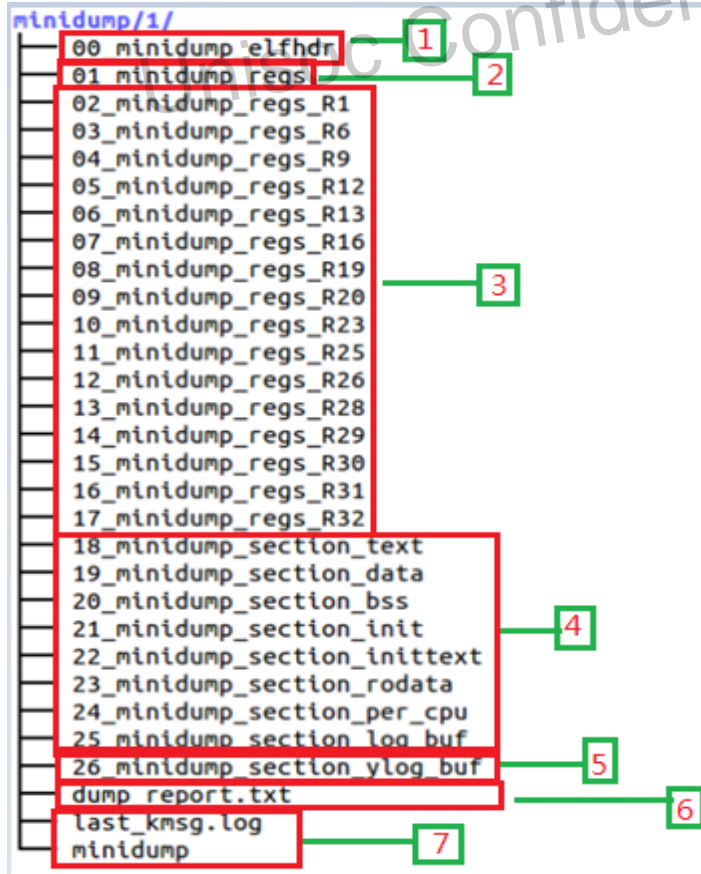 minidump/1/
00_minidump_elfhdr
1
01_minidump_regs
2
02_minidump_regs_R1
03_minidump_regs_R6
04_minidump_regs_R9
05_minidump_regs_R12
06_minidump_regs_R13
07_minidump_regs_R16
08_minidump_regs_R19
3
09_minidump_regs_R20
10_minidump_regs_R23
11_minidump_regs_R25
12_minidump_regs_R26
13_minidump_regs_R28
14_minidump_regs_R29
15_minidump_regs_R30
16_minidump_regs_R31
17_minidump_regs_R32
18_minidump_section_text
19_minidump_section_data
20_minidump_section_bss
21_minidump_section_init
4
22_minidump_section_inittext
23_minidump_section_rodata
24_minidump_section_per_cpu
25_minidump_section_log_buf
26_minidump_section_ylog_buf
5
dump_report.txt
6
last_kmsg.log
7
minidump
Unisoc Confiden